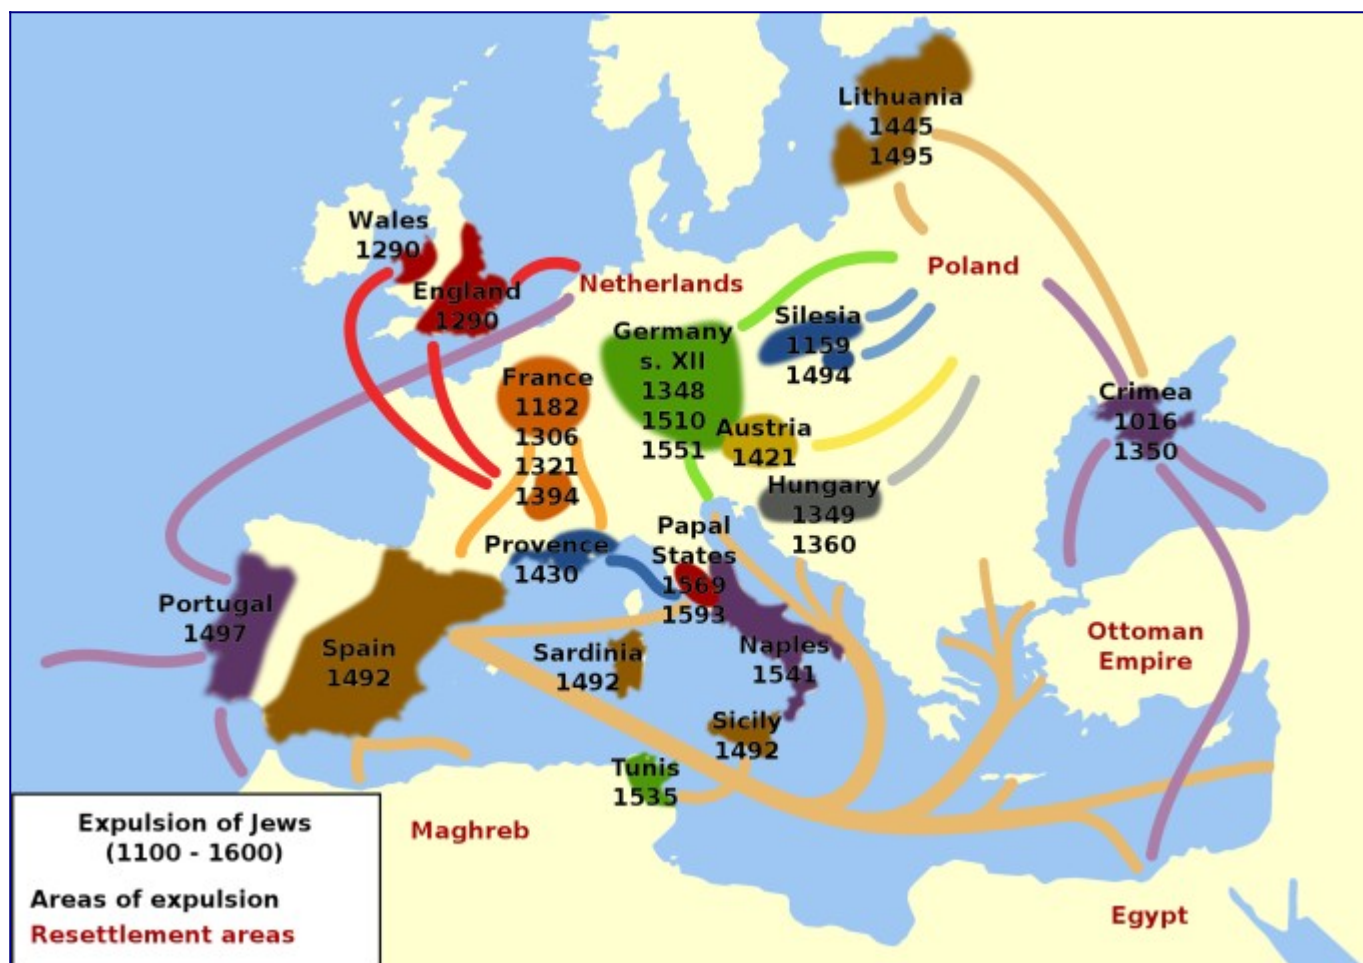 Lithuania
1445
1495
Wales
1290
England
1290
Netherlands
Poland
Silesia
1159
1494
Germany
s. XII
1348
1510
1551
France
1182
1306
1321
1394
Austria
1421
Crimea
1016
1350
Hungary
1349
1360
Provence
1430
Papal
States
1569
1593
Portugal
1497
Spain
1492
Sardinia
1492
Naples
1541
Ottoman
Empire
Sicily
1492
Tunis
1535
Maghreb
Egypt
Expulsion of Jews
(1100 - 1600)
Areas of expulsion
Resettlement areas